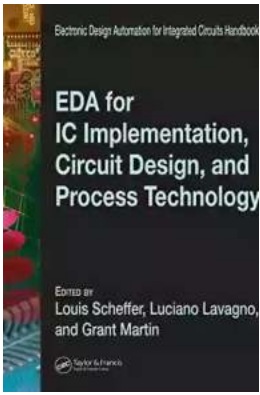 Electronic Design Automation for Integrated Circuits Handbook
EDA for
IC Implementation,
Circuit Design, and
Process Technology
EDITED BY
Louis Scheffer, Luciano Lavagno,
and Grant Martin
Taylor & Francis